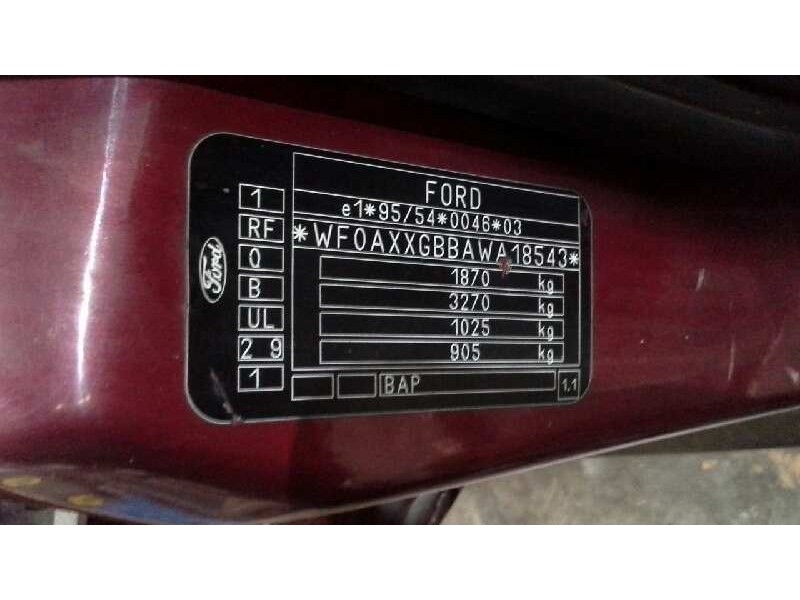 FORD
e1*95/54*0046*03
*WF0AXXGBBAWA18543*
1870 kg
3270 kg
1025 kg
905 kg
BAP
1.1
1
RF
0
B
UL
2 9
1
Ford